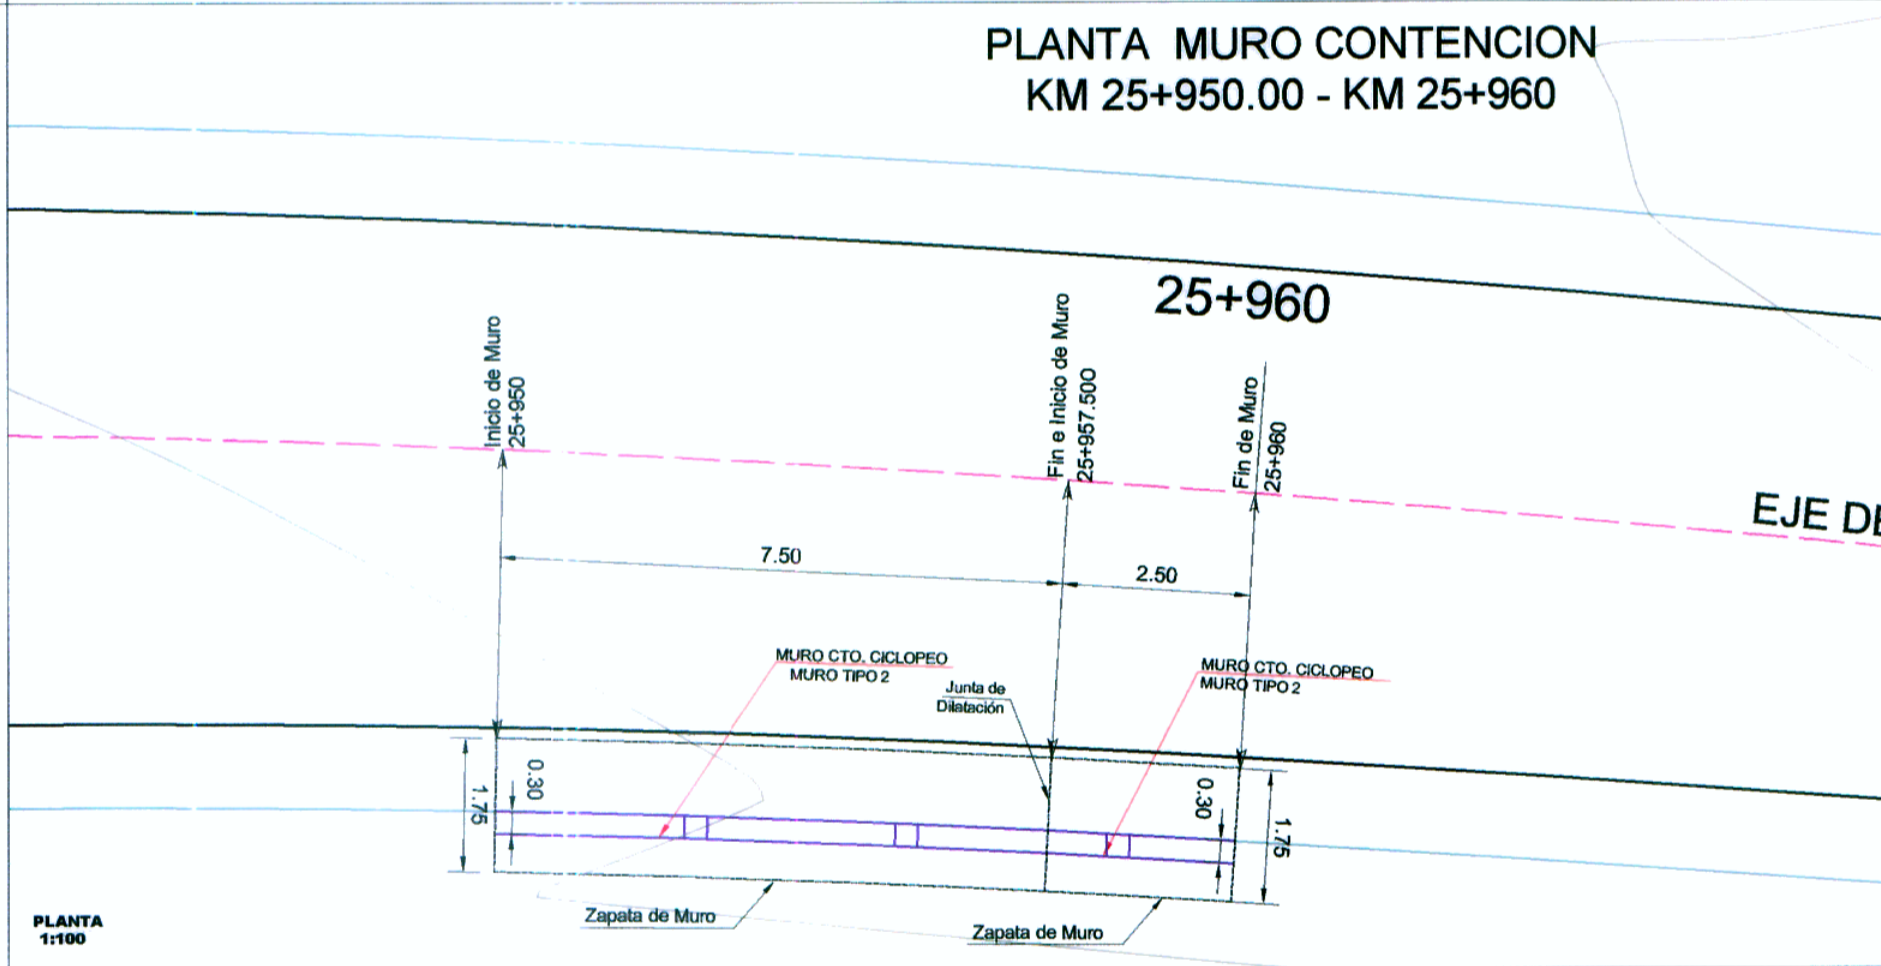 PLANTA MURO CONTENCION
KM 25+950.00 - KM 25+960
25+960
Inicio de Muro
25+950
Fin e Inicio de Muro
25+957.500
Fin de Muro
25+960
EJE DE
7.50
2.50
MURO CTO. CICLOPEO
MURO TIPO 2
Junta de
Dilatación
MURO CTO. CICLOPEO
MURO TIPO 2
0.30
1.75
0.30
1.75
Zapata de Muro
Zapata de Muro
PLANTA
1:100